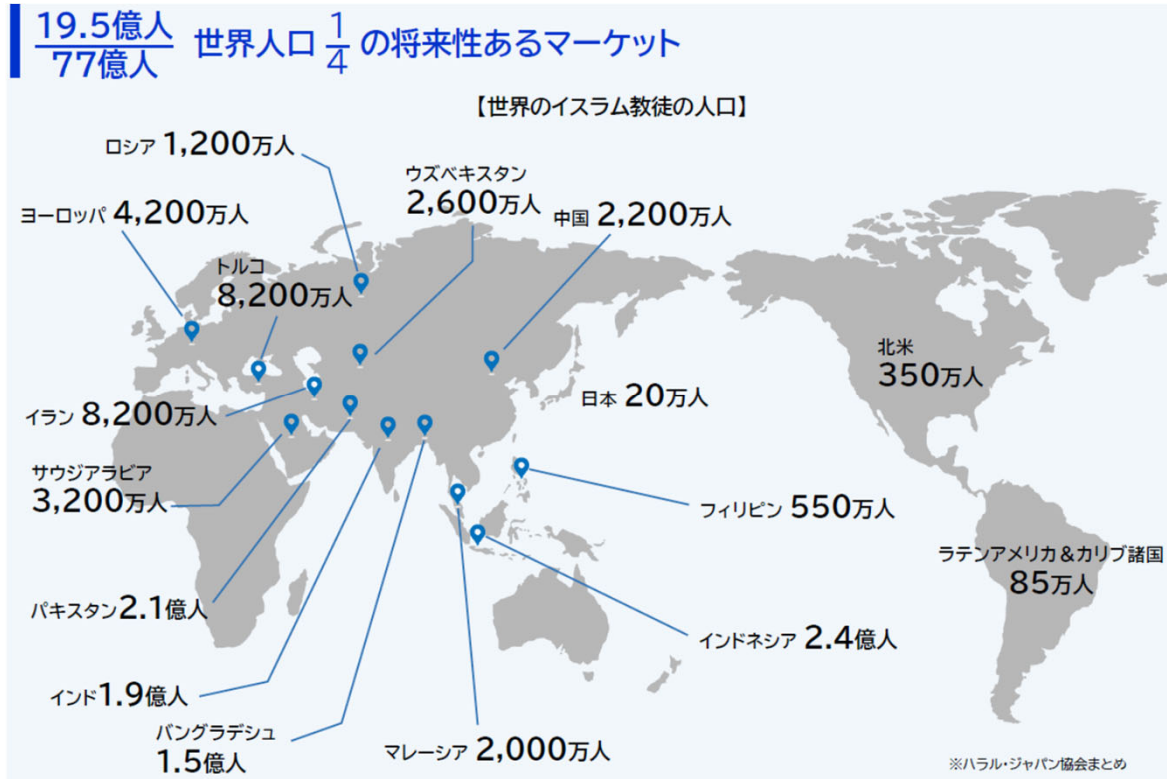 19.5億人
77億人
世界人口 1/4 の将来性あるマーケット
【世界のイスラム教徒の人口】
ロシア 1,200万人
ウズベキスタン
2,600万人
ヨーロッパ 4,200万人
中国 2,200万人
トルコ
8,200万人
北米
350万人
日本 20万人
イラン 8,200万人
サウジアラビア
3,200万人
フィリピン 550万人
ラテンアメリカ&カリブ諸国
85万人
パキスタン 2.1億人
インドネシア 2.4億人
インド 1.9億人
バングラデシュ
1.5億人
マレーシア 2,000万人
※ハラル・ジャパン協会まとめ